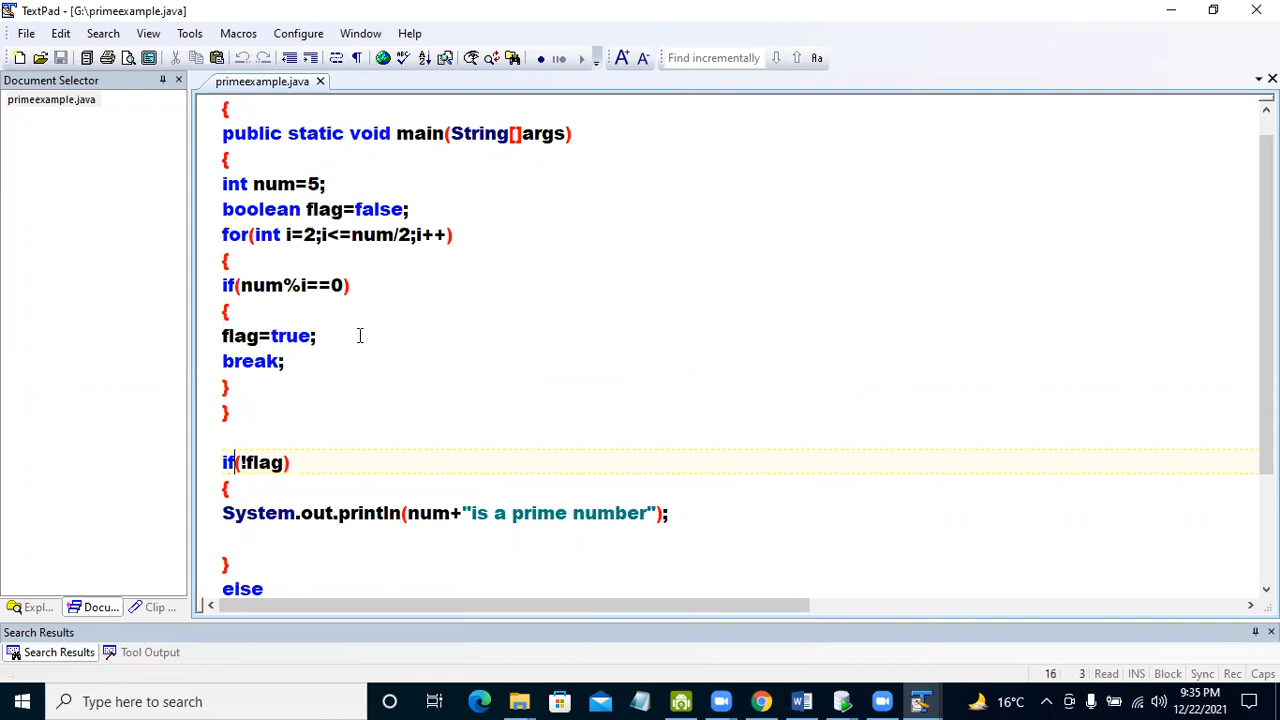 TextPad - [G:\primeexample.java]
File Edit Search View Tools Macros Configure Window Help
Find incrementally
Document Selector
primeexample.java
primeexample.java
{
public static void main(String[]args)
{
int num=5;
boolean flag=false;
for(int i=2;i<=num/2;i++)
{
if(num%i==0)
{
flag=true;
break;
}
}
if(!flag)
{
System.out.println(num+"is a prime number");
}
else
Expl... Docu... Clip ...
Search Results
Search Results Tool Output
16 3 Read INS Block Sync Rec Caps
Type here to search
16°C
9:35 PM
12/22/2021